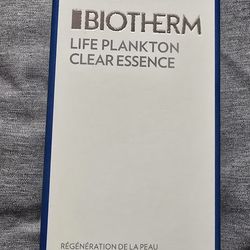 BIOTHERM
LIFE PLANKTON
CLEAR ESSENCE
RÉGÉNÉRATION DE LA PEAU